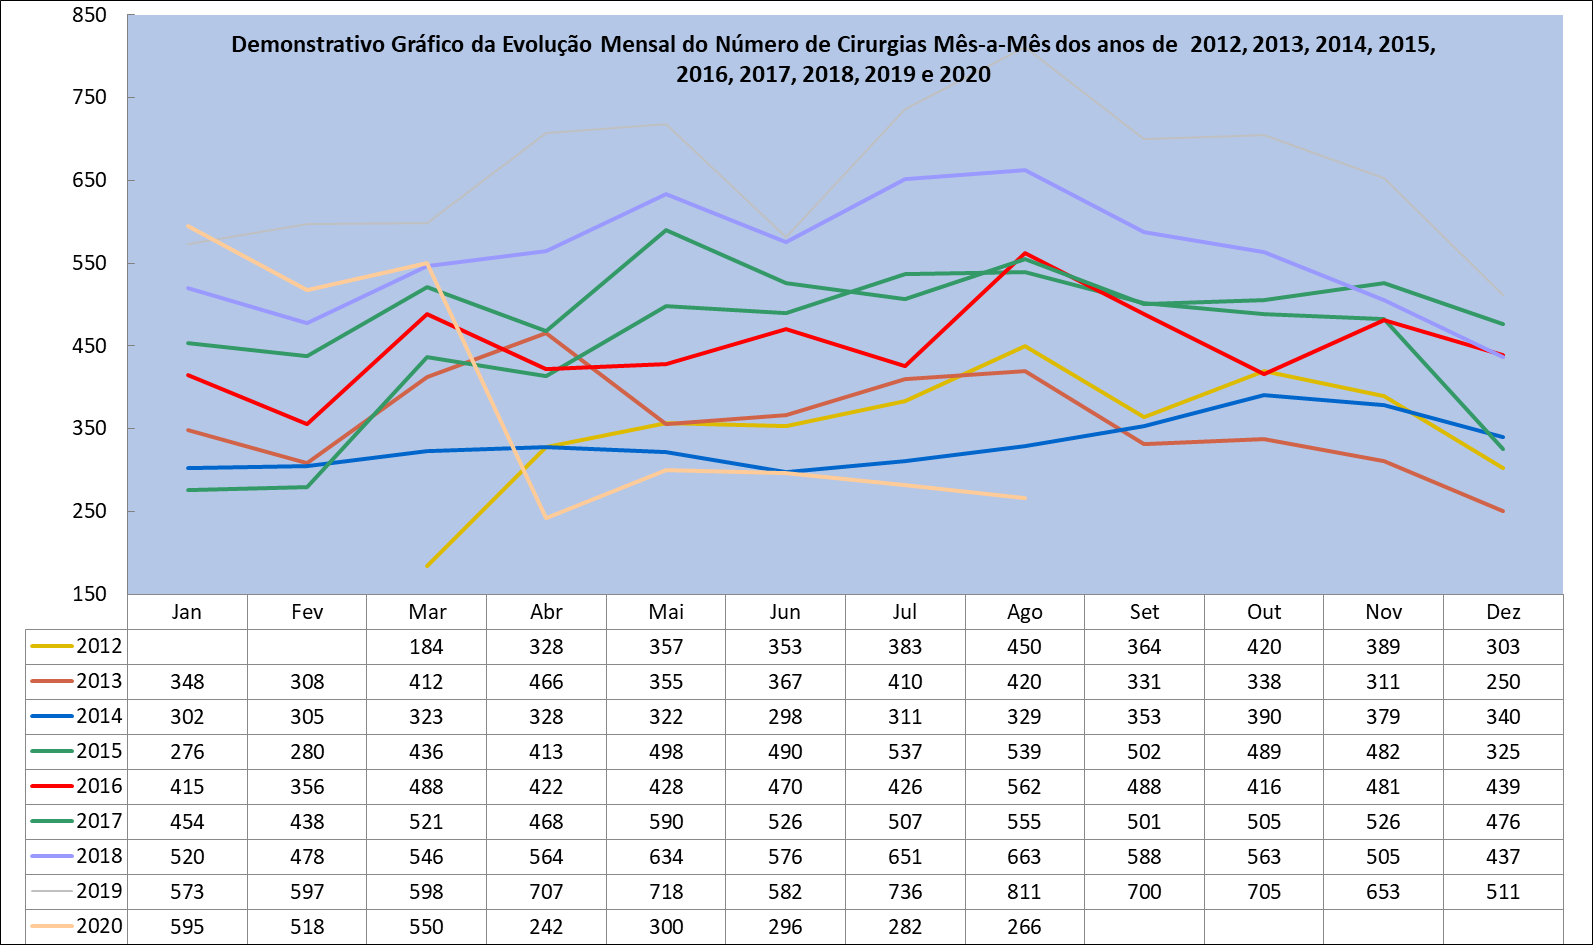 Demonstrativo Gráfico da Evolução Mensal do Número de Cirurgias Mês-a-Mês dos anos de 2012, 2013, 2014, 2015,
2016, 2017, 2018, 2019 e 2020
850
750
650
550
450
350
250
150
Jan Fev Mar Abr Mai Jun Jul Ago Set Out Nov Dez
2012 184 328 357 353 383 450 364 420 389 303
2013 348 308 412 466 355 367 410 420 331 338 311 250
2014 302 305 323 328 322 298 311 329 353 390 379 340
2015 276 280 436 413 498 490 537 539 502 489 482 325
2016 415 356 488 422 428 470 426 562 488 416 481 439
2017 454 438 521 468 590 526 507 555 501 505 526 476
2018 520 478 546 564 634 576 651 663 588 563 505 437
2019 573 597 598 707 718 582 736 811 700 705 653 511
2020 595 518 550 242 300 296 282 266